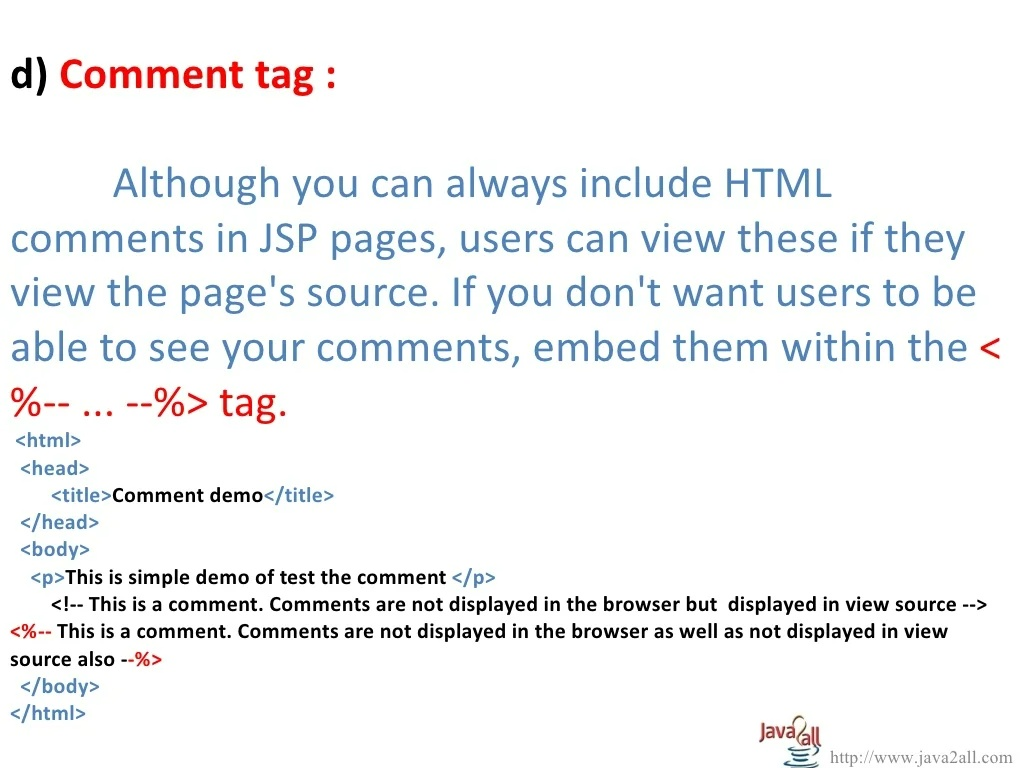 d) Comment tag :
Although you can always include HTML
comments in JSP pages, users can view these if they
view the page's source. If you don't want users to be
able to see your comments, embed them within the <
%-- ... --%> tag.
<html>
<head>
<title>Comment demo</title>
</head>
<body>
<p>This is simple demo of test the comment </p>
<!-- This is a comment. Comments are not displayed in the browser but  displayed in view source -->
<%-- This is a comment. Comments are not displayed in the browser as well as not displayed in view
source also --%>
</body>
</html>
Java2all
http://www.java2all.com